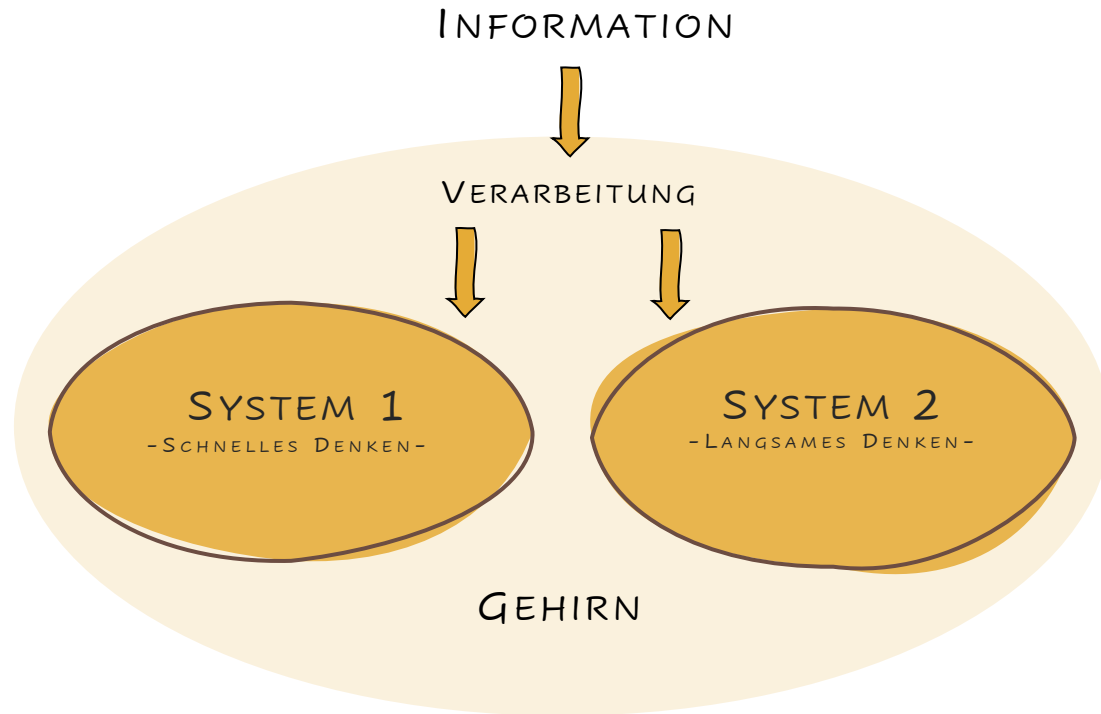 INFORMATION
VERARBEITUNG
SYSTEM 1
-SCHNELLES DENKEN-
SYSTEM 2
-LANGSAMES DENKEN-
GEHIRN